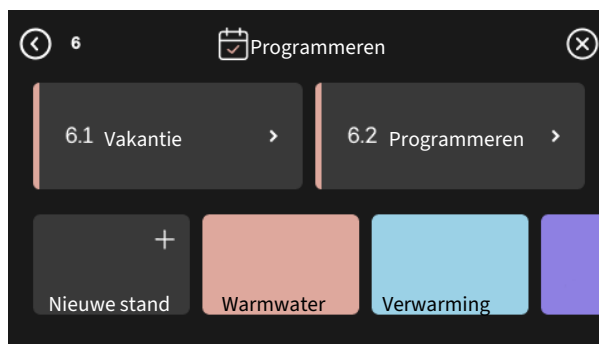 6 Programmeren
6.1 Vakantie
6.2 Programmeren
Nieuwe stand
Warmwater
Verwarming